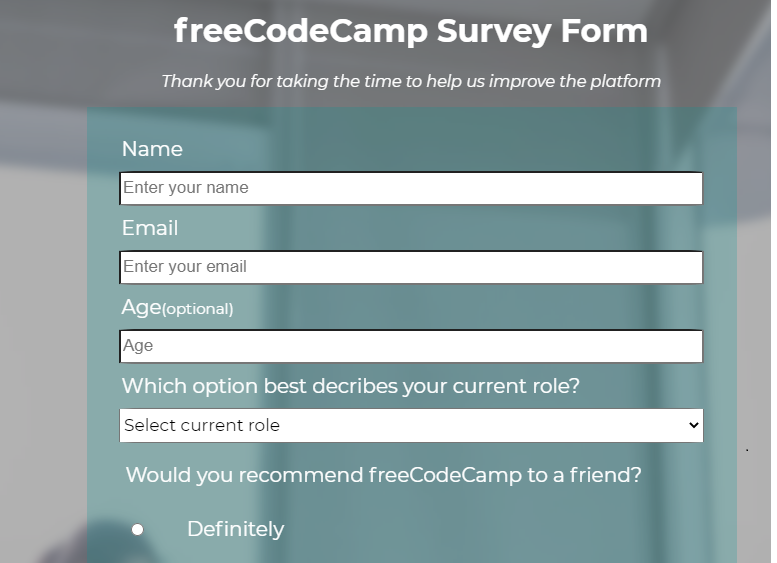 freeCodeCamp Survey Form
Thank you for taking the time to help us improve the platform
Name
Enter your name
Email
Enter your email
Age(optional)
Age
Which option best decribes your current role?
Select current role
Would you recommend freeCodeCamp to a friend?
Definitely